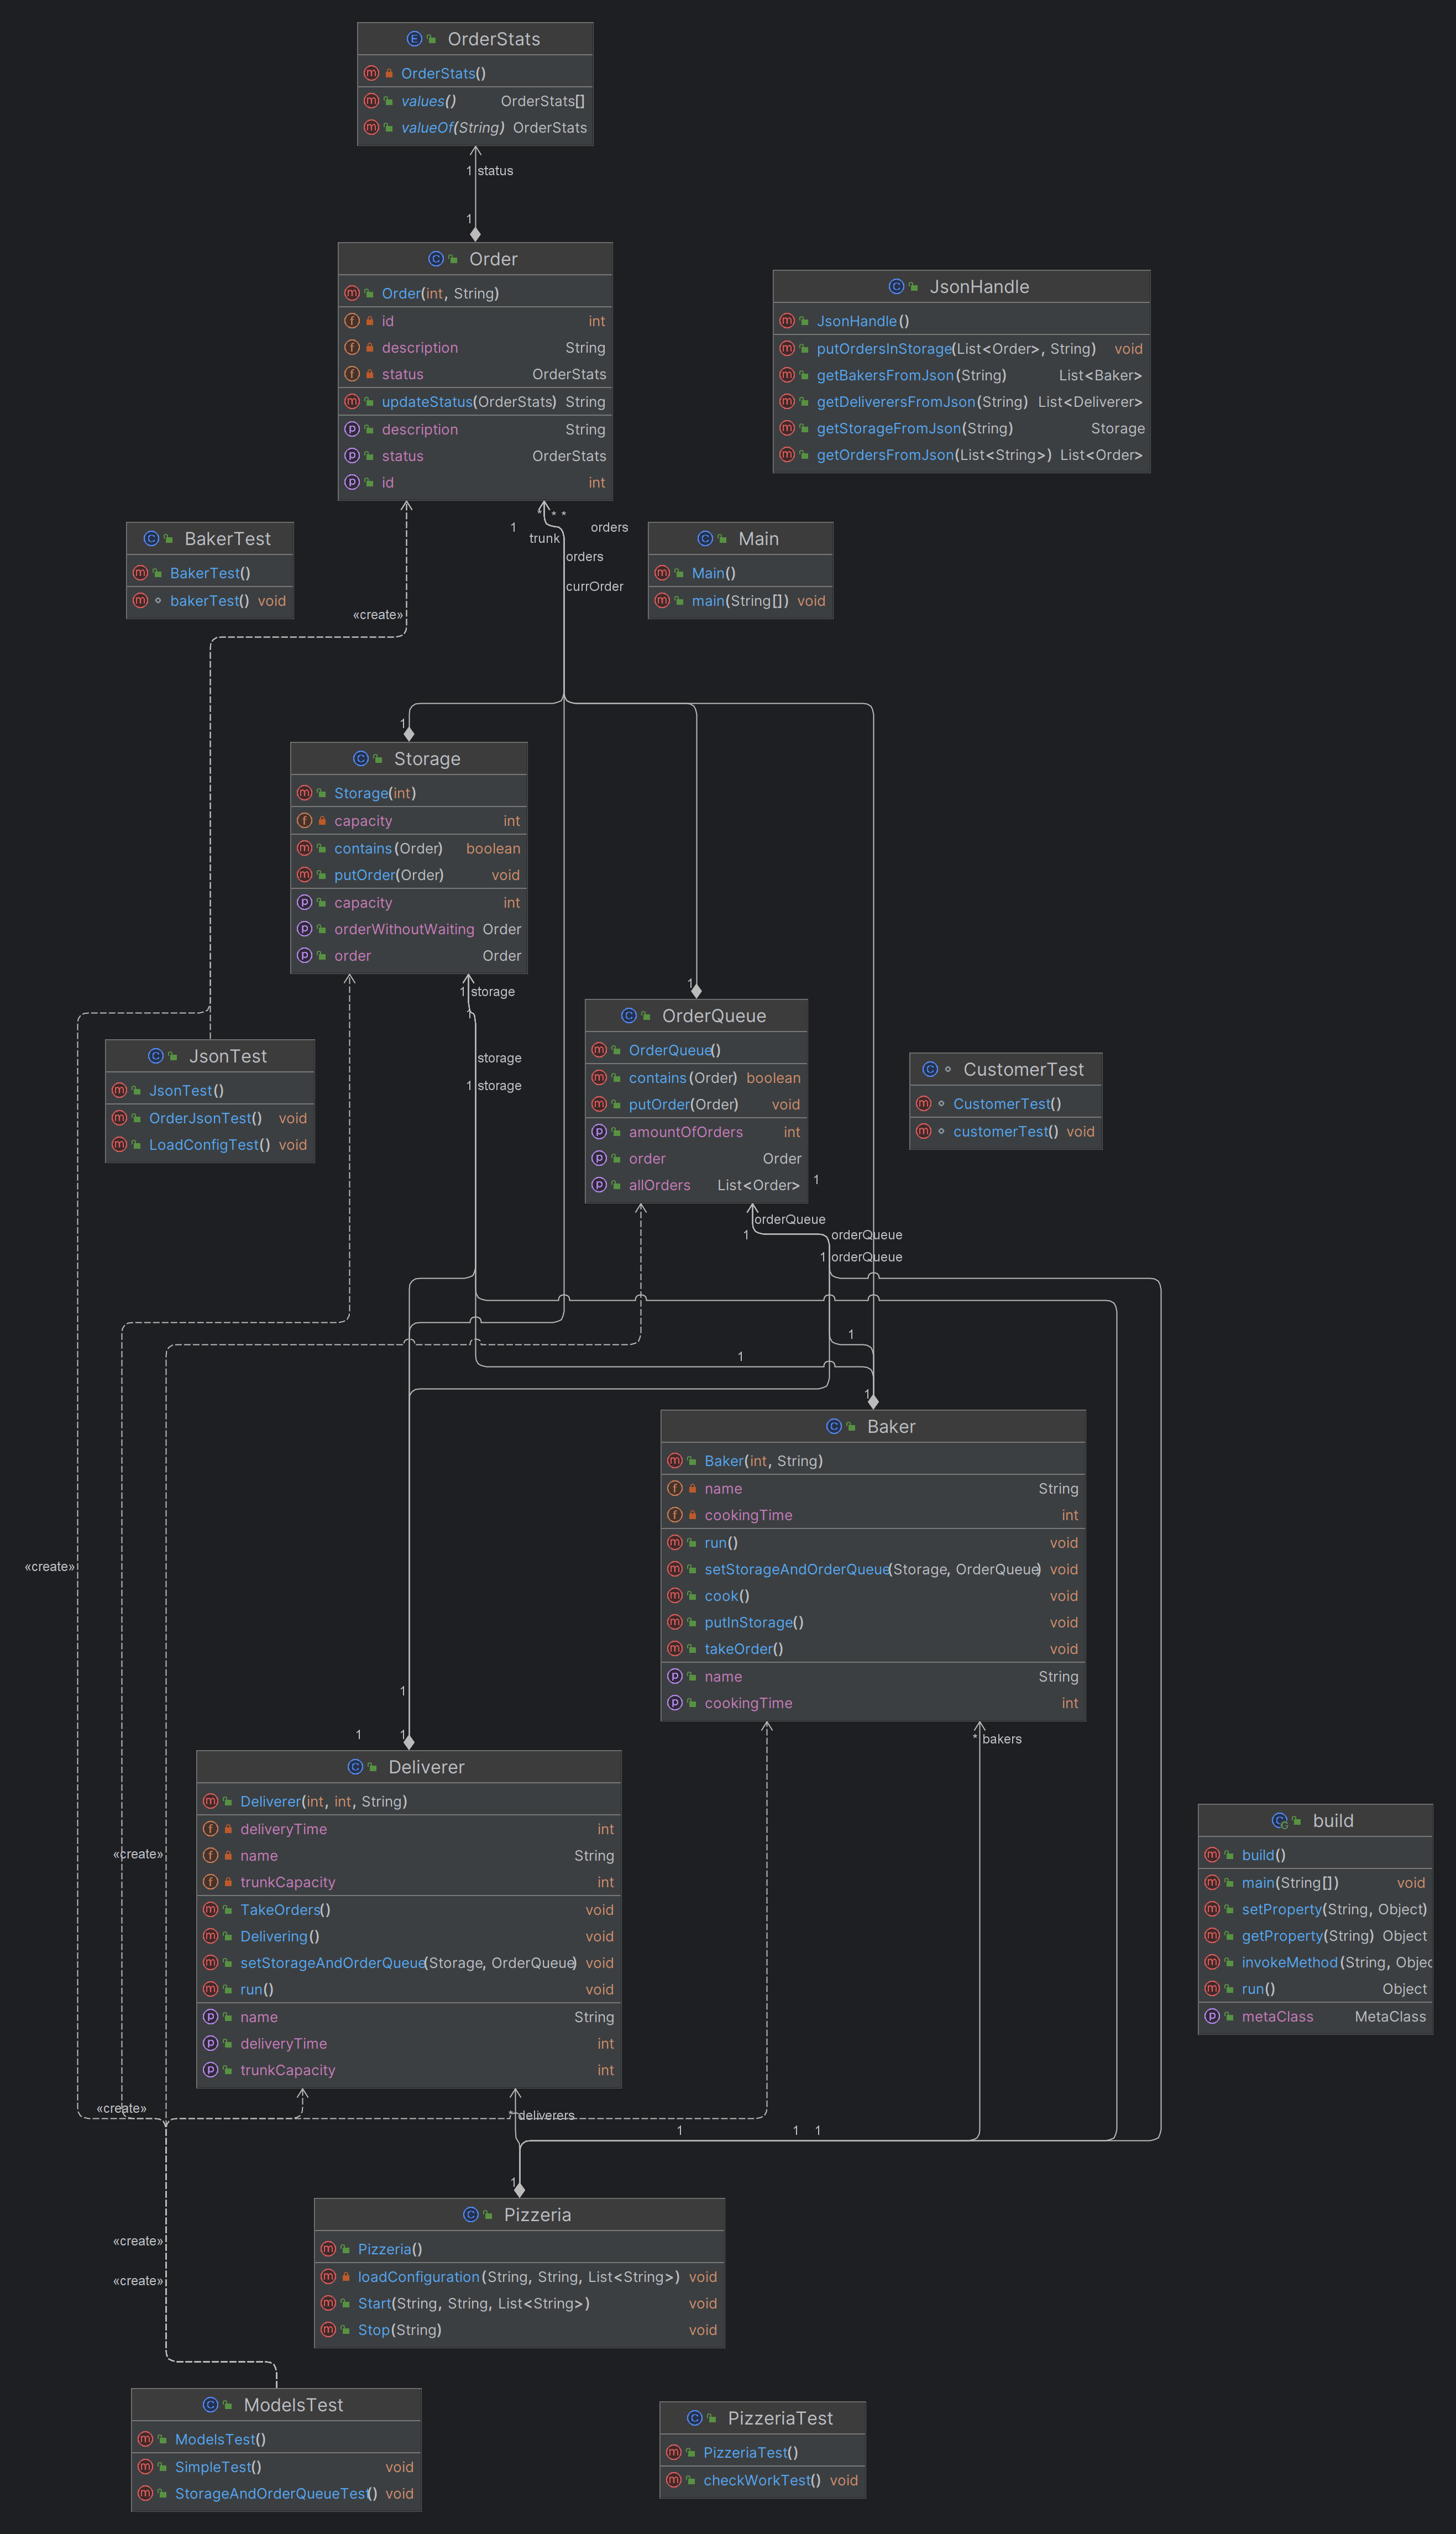 OrderStats
OrderStats()
values() OrderStats[]
valueOf(String) OrderStats
1 status
1
Order
Order(int, String)
id int
description String
status OrderStats
updateStatus(OrderStats) String
description String
status OrderStats
id int
JsonHandle
JsonHandle()
putOrdersInStorage(List<Order>, String) void
getBakersFromJson(String) List<Baker>
getDeliverersFromJson(String) List<Deliverer>
getStorageFromJson(String) Storage
getOrdersFromJson(List<String>) List<Order>
* * *
1 orders
trunk
orders
currOrder
«create»
BakerTest
BakerTest()
bakerTest() void
Main
Main()
main(String[]) void
1
Storage
Storage(int)
capacity int
contains(Order) boolean
putOrder(Order) void
capacity int
orderWithoutWaiting Order
order Order
1 storage
1
storage
1 storage
1
OrderQueue
OrderQueue()
contains(Order) boolean
putOrder(Order) void
amountOfOrders int
order Order
allOrders List<Order>
1
JsonTest
JsonTest()
OrderJsonTest() void
LoadConfigTest() void
CustomerTest
CustomerTest()
customerTest() void
orderQueue
1 orderQueue
1 orderQueue
1
1
1
Baker
Baker(int, String)
name String
cookingTime int
run() void
setStorageAndOrderQueue(Storage, OrderQueue) void
cook() void
putInStorage() void
takeOrder() void
name String
cookingTime int
«create»
1
1 1
* bakers
Deliverer
Deliverer(int, int, String)
deliveryTime int
name String
trunkCapacity int
TakeOrders() void
Delivering() void
setStorageAndOrderQueue(Storage, OrderQueue) void
run() void
name String
deliveryTime int
trunkCapacity int
«create»
build
build()
main(String[]) void
setProperty(String, Object)
getProperty(String) Object
invokeMethod(String, Objec
run() Object
metaClass MetaClass
«create»
* deliverers
1 1 1
1
Pizzeria
Pizzeria()
loadConfiguration(String, String, List<String>) void
Start(String, String, List<String>) void
Stop(String) void
«create»
«create»
ModelsTest
ModelsTest()
SimpleTest() void
StorageAndOrderQueueTest() void
PizzeriaTest
PizzeriaTest()
checkWorkTest() void